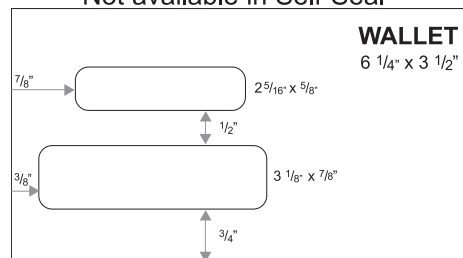 Not available in Self Seal
WALLET
6 1/4" x 3 1/2"
7/8"
2 5/16" x 5/8"
1/2"
3/8"
3 1/8" x 7/8"
3/4"